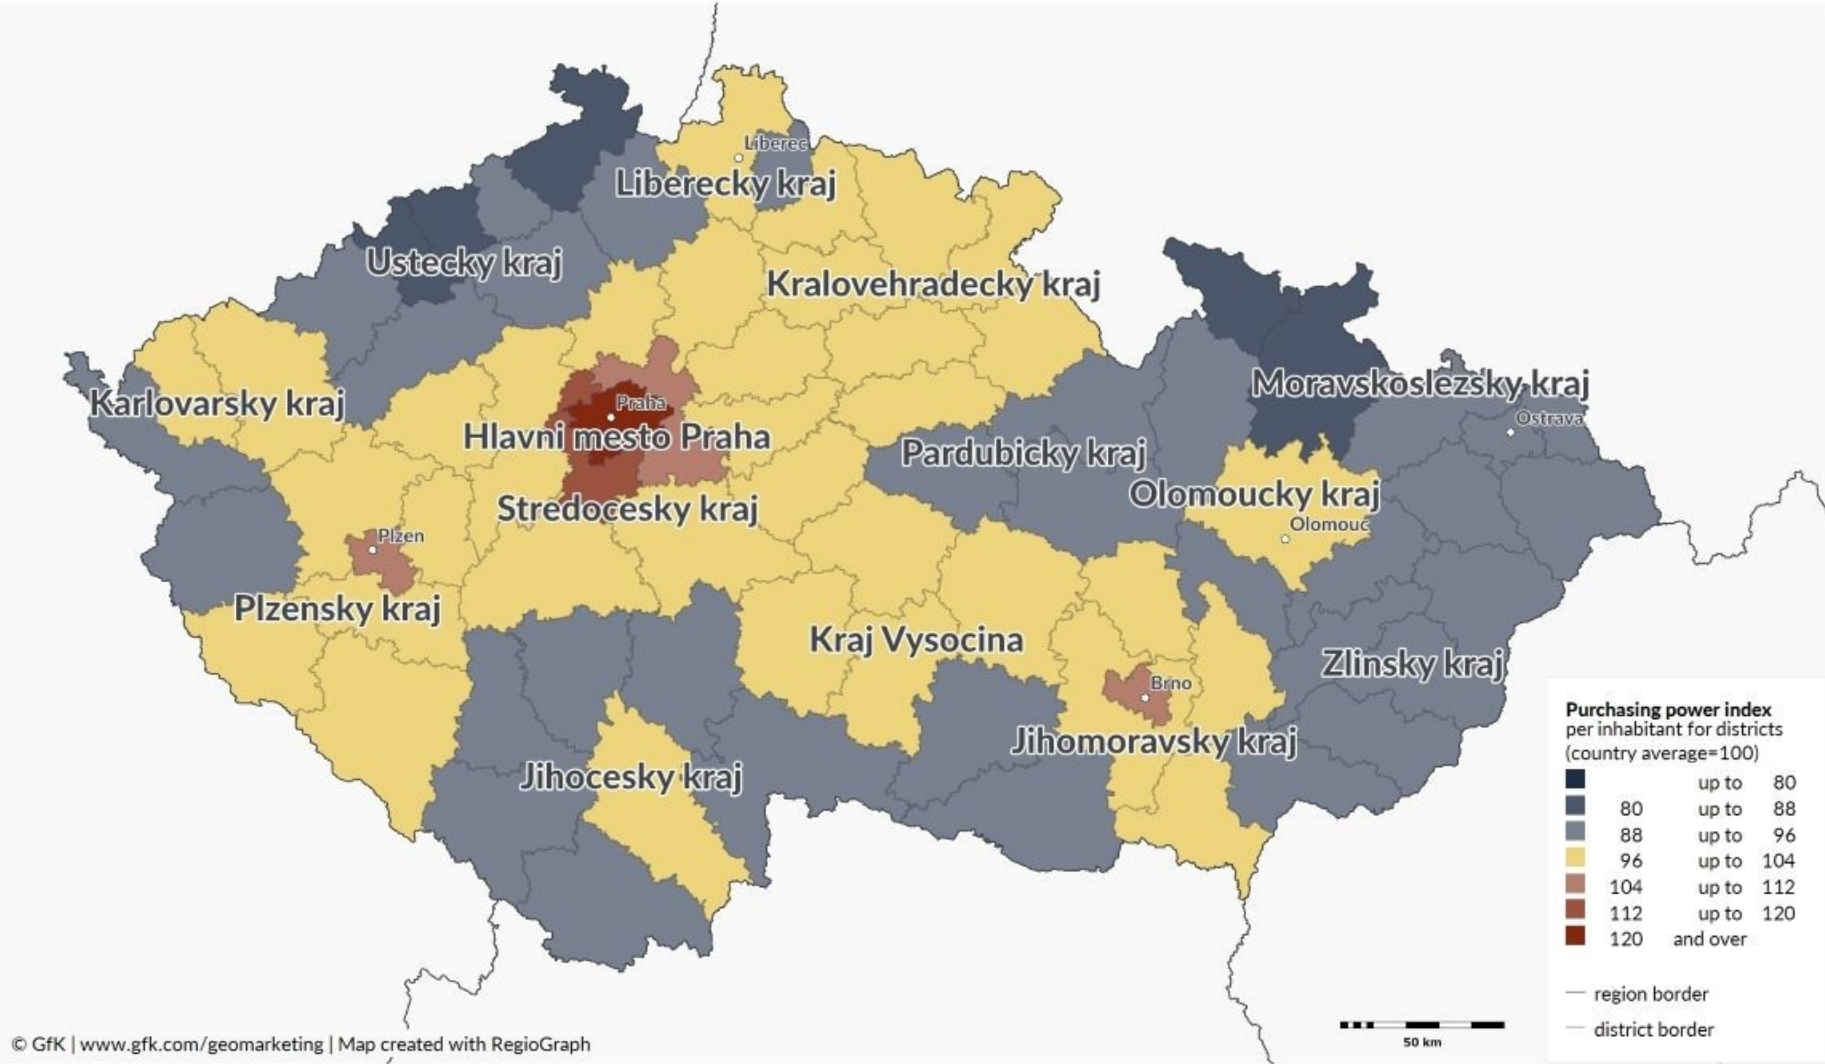 Liberec
Liberecky kraj
Ustecky kraj
Kralovehradecky kraj
Karlovarsky kraj
Praha
Hlavni mesto Praha
Moravskoslezsky kraj
Ostrava
Pardubicky kraj
Olomoucky kraj
Stredocesky kraj
Olomouc
Plzen
Plzensky kraj
Kraj Vysocina
Zlinsky kraj
Brno
Jihomoravsky kraj
Jihocesky kraj
Purchasing power index
per inhabitant for districts
(country average=100)
up to 80
80 up to 88
88 up to 96
96 up to 104
104 up to 112
112 up to 120
120 and over
region border
district border
50 km
© GfK | www.gfk.com/geomarketing | Map created with RegioGraph